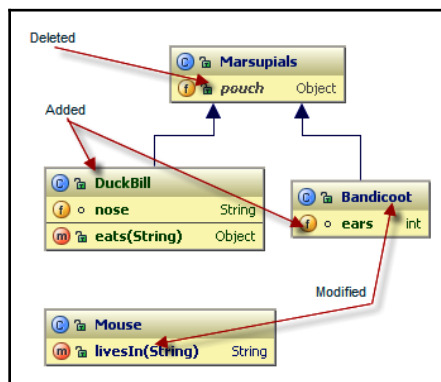 Deleted
C Marsupials
f pouch Object
Added
C DuckBill
f nose String
m eats(String) Object
C Bandicoot
f ears int
Modified
C Mouse
m livesIn(String) String